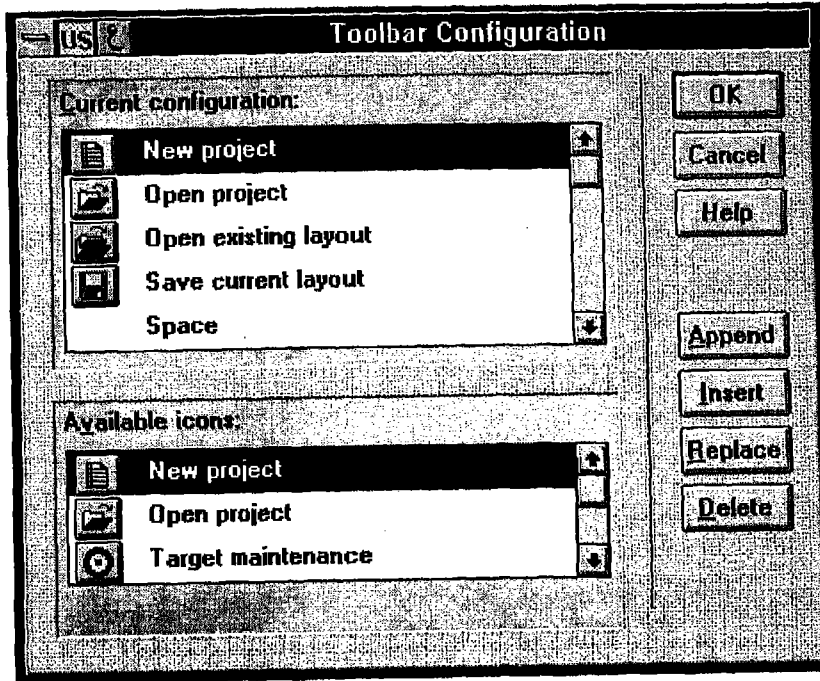 US
Toolbar Configuration
Current configuration:
New project
Open project
Open existing layout
Save current layout
Space
Available icons:
New project
Open project
Target maintenance
OK
Cancel
Help
Append
Insert
Replace
Delete